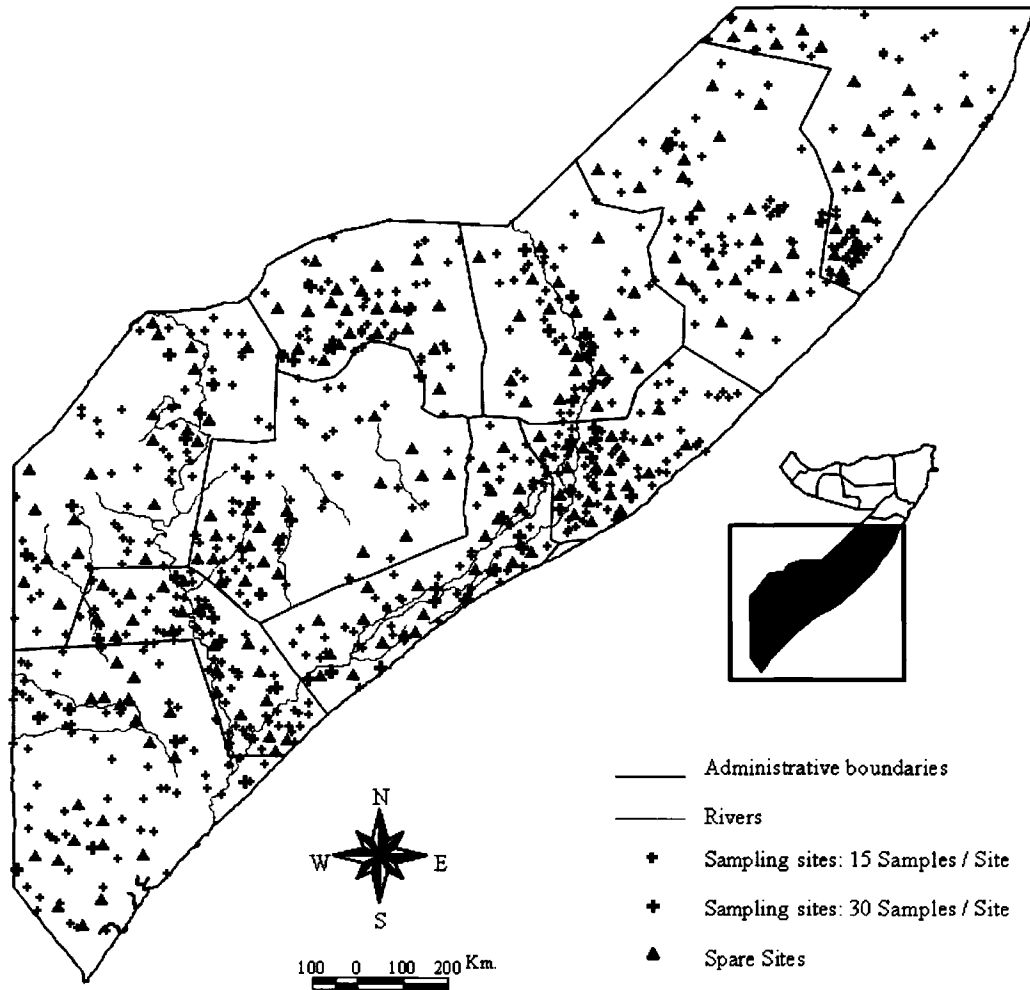 Administrative boundaries
Rivers
Sampling sites: 15 Samples / Site
Sampling sites: 30 Samples / Site
Spare Sites
N
W E
S
100 0 100 200 Km.